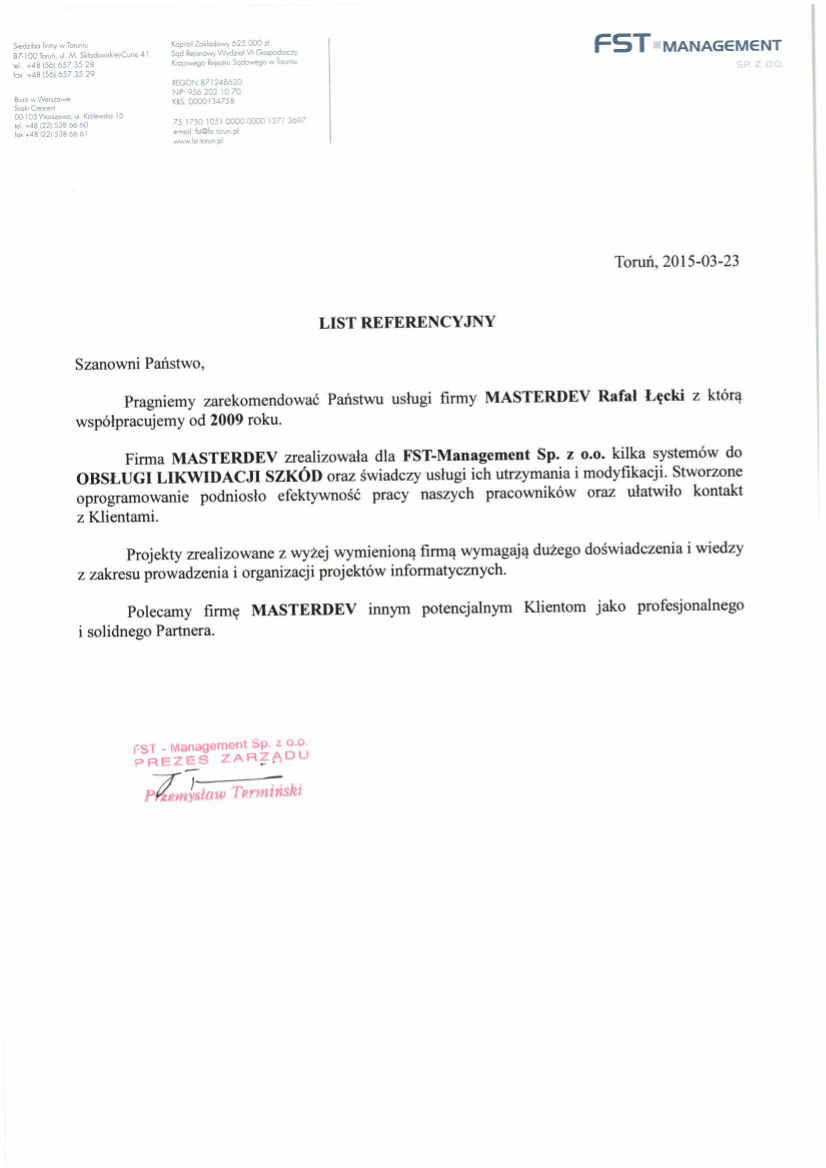 Siedziba firmy w Toruniu
87-100 Toruń, ul. M. Skłodowskiej-Curie 41
tel. +48 (56) 657 35 28
fax +48 (56) 657 35 29
Biuro w Warszawie
Saski Crescent
00-103 Warszawa, ul. Królewska 16
tel. +48 (22) 538 66 60
fax +48 (22) 538 66 61
Kapitał Zakładowy 625 000 zł
Sąd Rejonowy Wydział VII Gospodarczy
Krajowego Rejestru Sądowego w Toruniu
REGON 871248620
NIP: 956 202 10 70
KRS: 0000134758
75 1750 1051 0000 0000 1271 3697
e-mail: fst@fst.torun.pl
www.fst.torun.pl
FST MANAGEMENT
SP. Z O.O.
Toruń, 2015-03-23
LIST REFERENCYJNY
Szanowni Państwo,
Pragniemy zarekomendować Państwu usługi firmy MASTERDEV Rafał Łęcki z którą
współpracujemy od 2009 roku.
Firma MASTERDEV zrealizowała dla FST-Management Sp. z o.o. kilka systemów do
OBSŁUGI LIKWIDACJI SZKÓD oraz świadczy usługi ich utrzymania i modyfikacji. Stworzone
oprogramowanie podniosło efektywność pracy naszych pracowników oraz ułatwiło kontakt
z Klientami.
Projekty zrealizowane z wyżej wymienioną firmą wymagają dużego doświadczenia i wiedzy
z zakresu prowadzenia i organizacji projektów informatycznych.
Polecamy firmę MASTERDEV innym potencjalnym Klientom jako profesjonalnego
i solidnego Partnera.
FST - Management Sp. z o.o.
PREZES ZARZĄDU
Przemysław Termiński